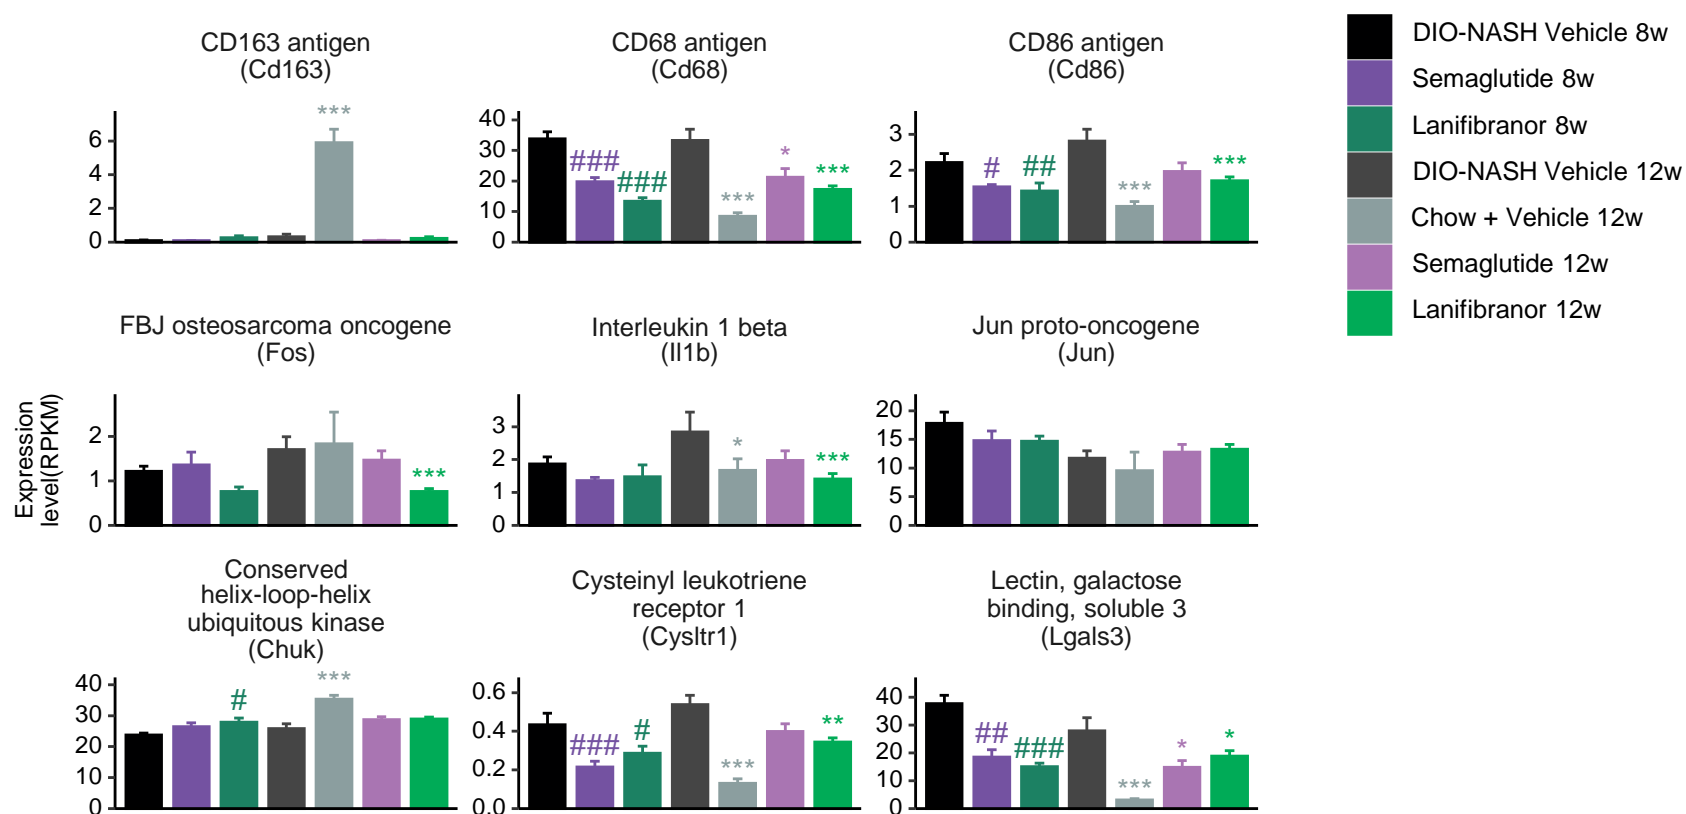 CD163 antigen
(Cd163)
***
6
4
2
0
CD68 antigen
(Cd68)
40
30
20
10
0
###
###
***
*
***
CD86 antigen
(Cd86)
3
2
1
0
#
##
***
***
DIO-NASH Vehicle 8w
Semaglutide 8w
Lanifibranor 8w
DIO-NASH Vehicle 12w
Chow + Vehicle 12w
Semaglutide 12w
Lanifibranor 12w
Expression
level(RPKM)
FBJ osteosarcoma oncogene
(Fos)
2
1
0
***
Interleukin 1 beta
(Il1b)
3
2
1
0
*
***
Jun proto-oncogene
(Jun)
20
15
10
5
0
Conserved
helix-loop-helix
ubiquitous kinase
(Chuk)
40
30
20
10
0
#
***
Cysteinyl leukotriene
receptor 1
(Cysltr1)
0.6
0.4
0.2
0.0
###
#
***
**
Lectin, galactose
binding, soluble 3
(Lgals3)
40
30
20
10
0
##
###
***
*
*